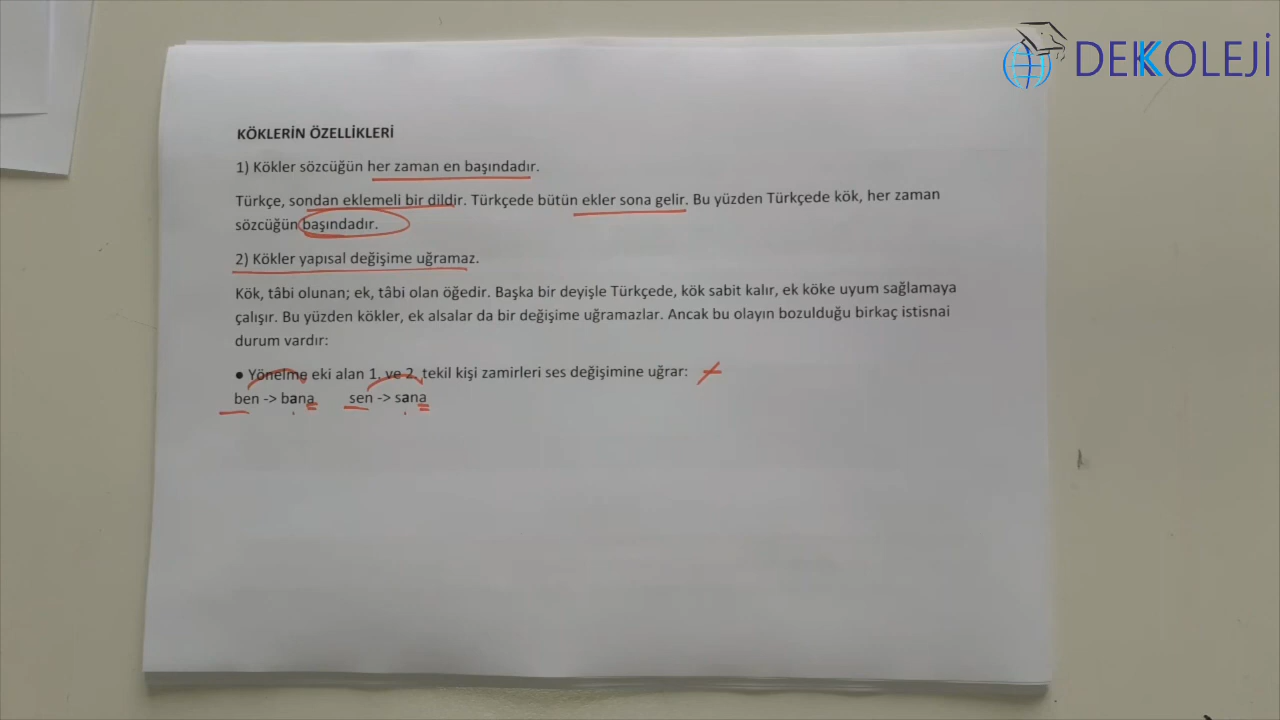 DEKKOLEJİ
KÖKLERİN ÖZELLİKLERİ
1) Kökler sözcüğün her zaman en başındadır.
Türkçe, sondan eklemeli bir dildir. Türkçede bütün ekler sona gelir. Bu yüzden Türkçede kök, her zaman
sözcüğün başındadır.
2) Kökler yapısal değişime uğramaz.
Kök, tâbi olunan; ek, tâbi olan öğedir. Başka bir deyişle Türkçede, kök sabit kalır, ek köke uyum sağlamaya
çalışır. Bu yüzden kökler, ek alsalar da bir değişime uğramazlar. Ancak bu olayın bozulduğu birkaç istisnai
durum vardır:
● Yönelme eki alan 1. ve 2. tekil kişi zamirleri ses değişimine uğrar:
ben -> bana sen -> sana